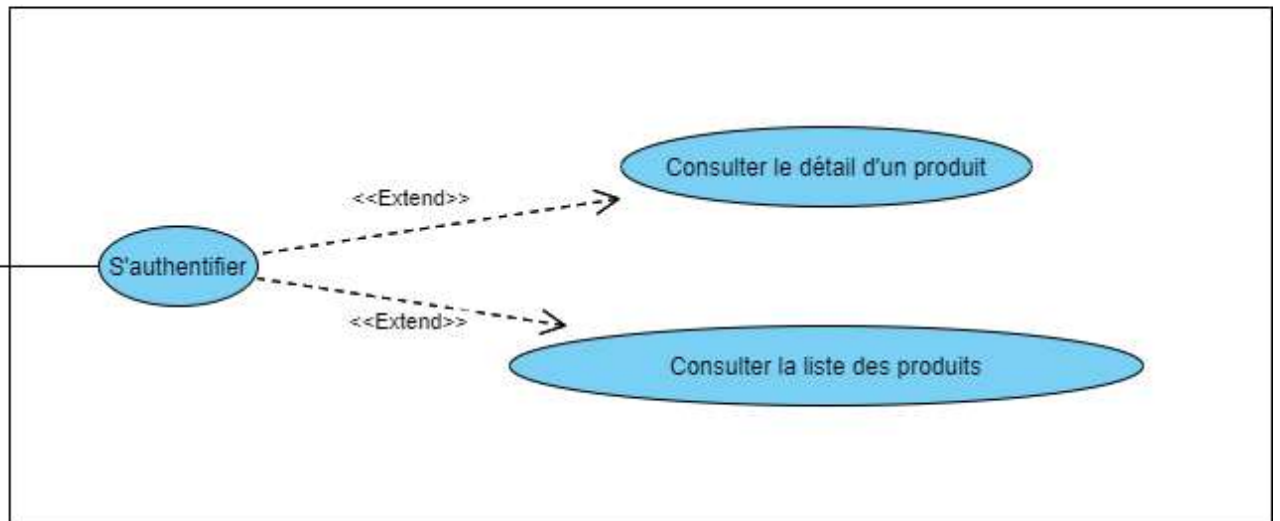 Consulter le détail d'un produit
<<Extend>>
S'authentifier
<<Extend>>
Consulter la liste des produits